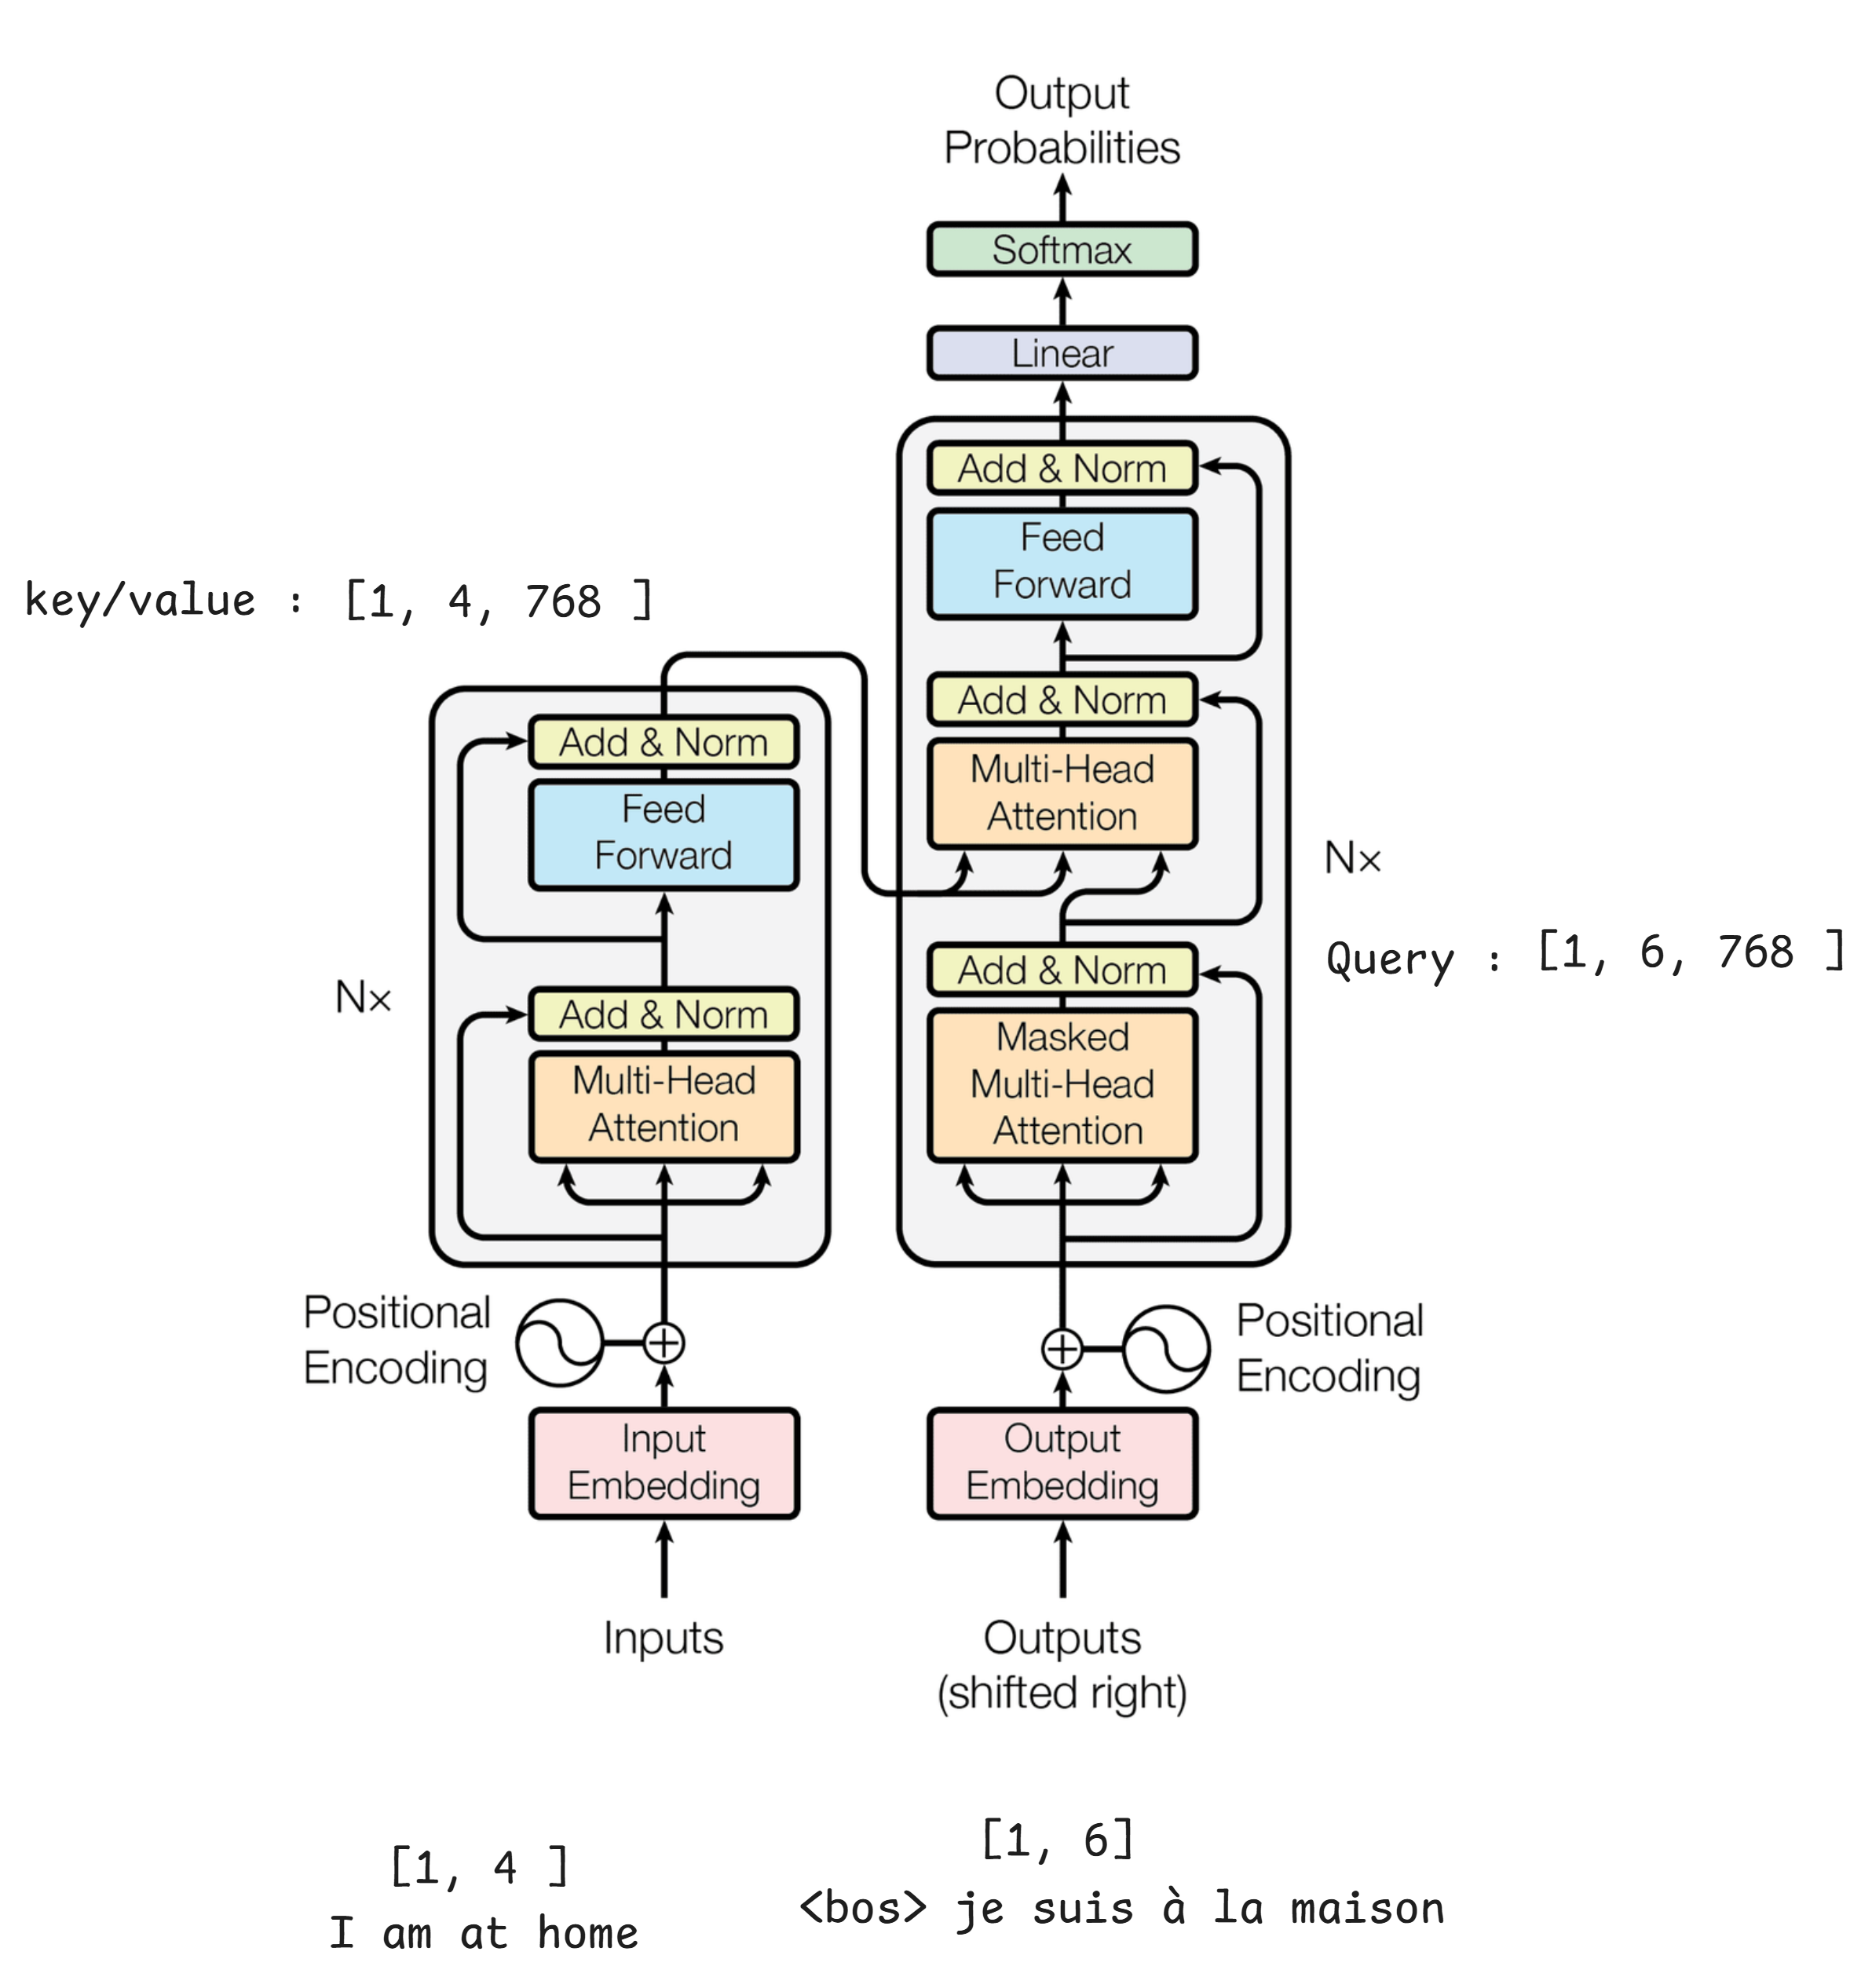 Output
Probabilities
Softmax
Linear
Add & Norm
Feed
Forward
key/value : [1, 4, 768 ]
Add & Norm
Multi-Head
Attention
Add & Norm
Feed
Forward
Nx
Query : [1, 6, 768 ]
Add & Norm
Masked
Multi-Head
Attention
Nx
Add & Norm
Multi-Head
Attention
Positional
Encoding
Positional
Encoding
Input
Embedding
Output
Embedding
Inputs
Outputs
(shifted right)
[1, 4 ]
I am at home
[1, 6]
<bos> je suis à la maison